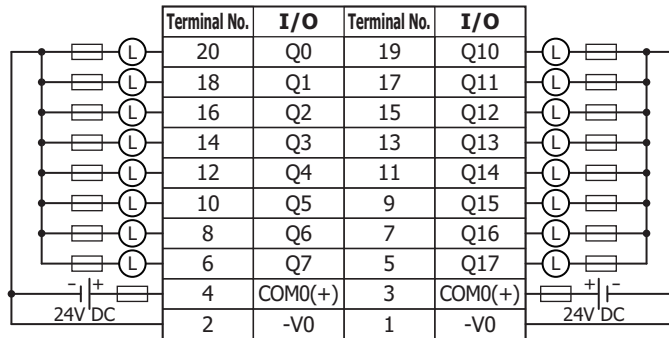 Terminal No. I/O Terminal No. I/O
L 20 Q0 19 Q10 L
L 18 Q1 17 Q11 L
L 16 Q2 15 Q12 L
L 14 Q3 13 Q13 L
L 12 Q4 11 Q14 L
L 10 Q5 9 Q15 L
L 8 Q6 7 Q16 L
L 6 Q7 5 Q17 L
- + 4 COM0(+) 3 COM0(+) + -
24V DC 2 -V0 1 -V0 24V DC